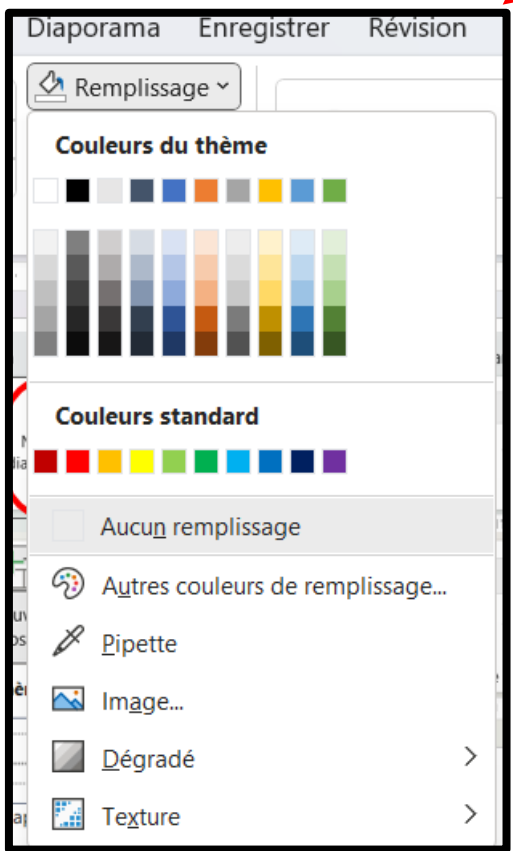 Diaporama Enregistrer Révision
Remplissage
Couleurs du thème
Couleurs standard
Aucun remplissage
Autres couleurs de remplissage...
Pipette
Image...
Dégradé
Texture